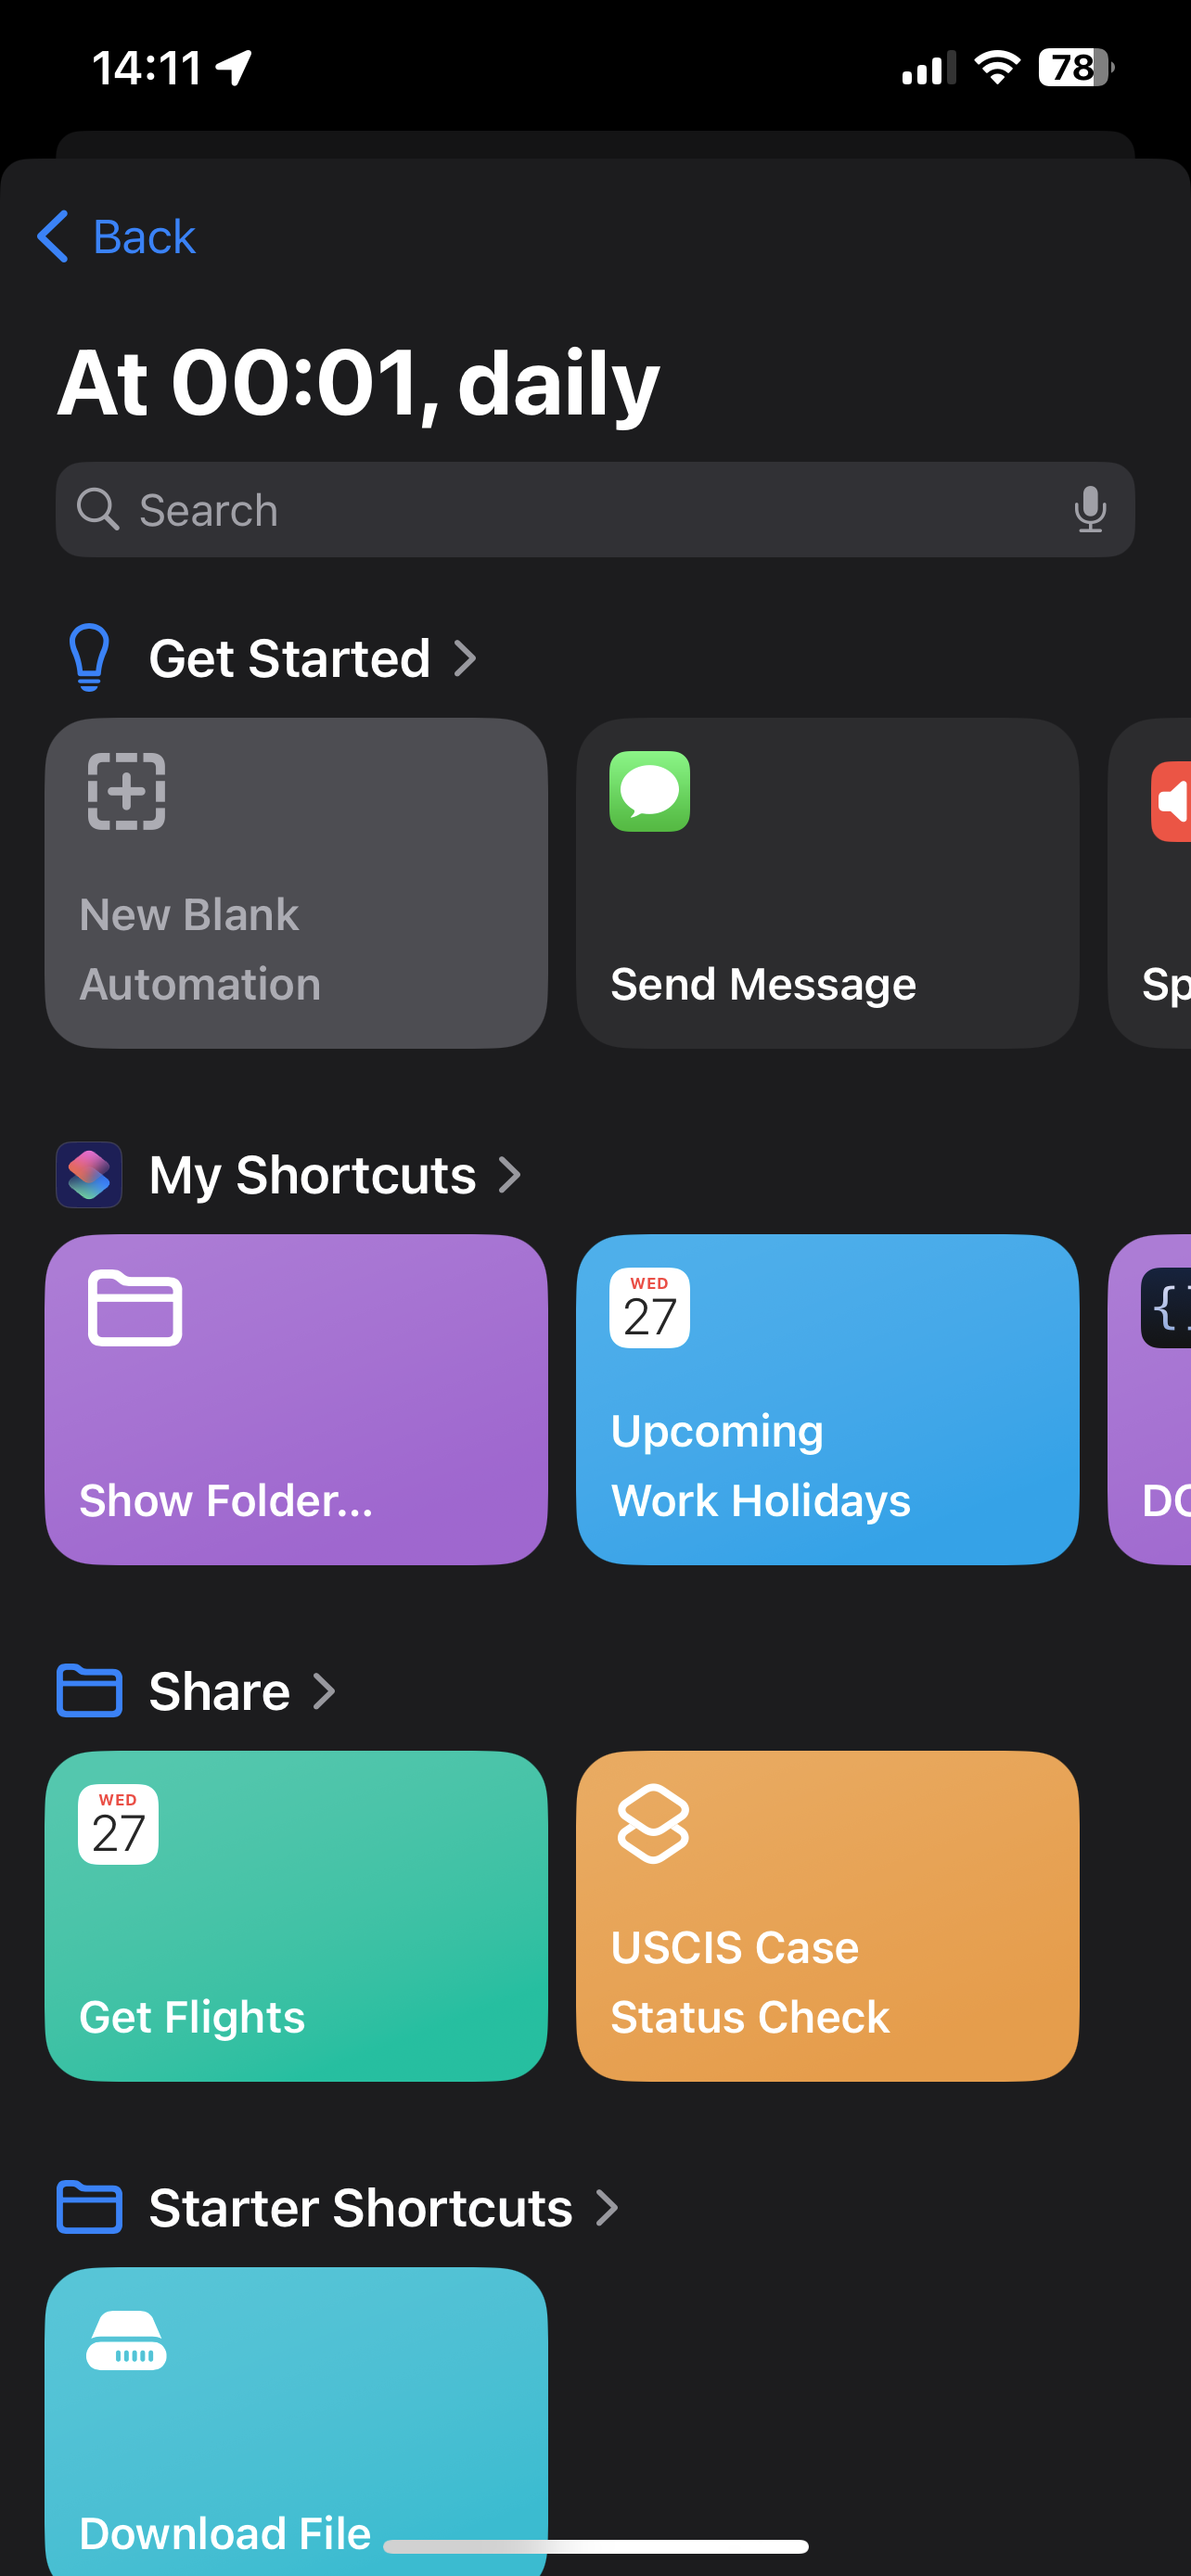 14:11
78
Back
At 00:01, daily
Search
Get Started
New Blank
Automation
Send Message
Sp
My Shortcuts
Show Folder...
WED
27
Upcoming
Work Holidays
{}
Share
WED
27
Get Flights
USCIS Case
Status Check
Starter Shortcuts
Download File